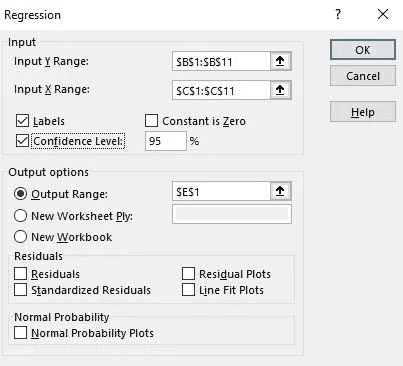 Regression
? ×
Input
Input Y Range: $B$1:$B$11
OK
Input X Range: $C$1:$C$11
Cancel
Labels Constant is Zero
Help
Confidence Level: 95 %
Output options
Output Range: $E$1
New Worksheet Ply:
New Workbook
Residuals
Residuals Residual Plots
Standardized Residuals Line Fit Plots
Normal Probability
Normal Probability Plots